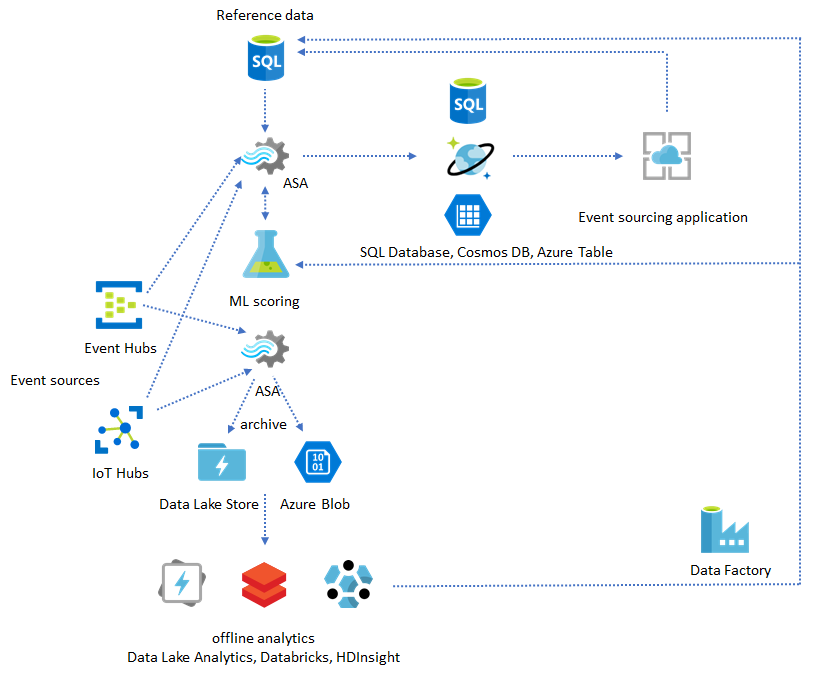 Reference data
SQL
SQL
ASA
Event sourcing application
SQL Database, Cosmos DB, Azure Table
ML scoring
Event Hubs
Event sources
ASA
archive
IoT Hubs
10
01
Data Lake Store
Azure Blob
Data Factory
offline analytics
Data Lake Analytics, Databricks, HDInsight